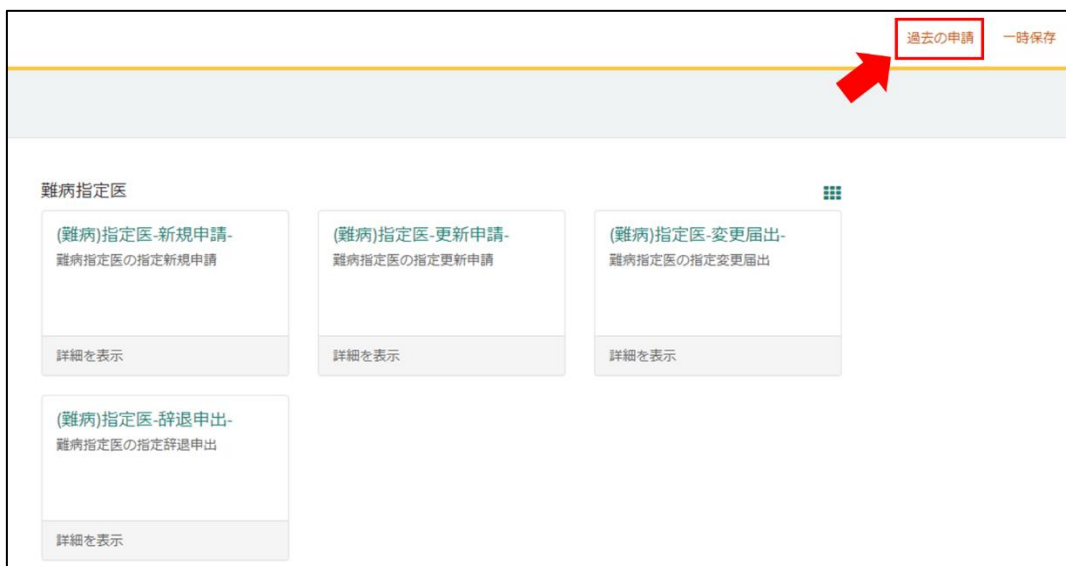 過去の申請 一時保存
難病指定医
(難病)指定医-新規申請-
難病指定医の指定新規申請
詳細を表示
(難病)指定医-更新申請-
難病指定医の指定更新申請
詳細を表示
(難病)指定医-変更届出-
難病指定医の指定変更届出
詳細を表示
(難病)指定医-辞退申出-
難病指定医の指定辞退申出
詳細を表示